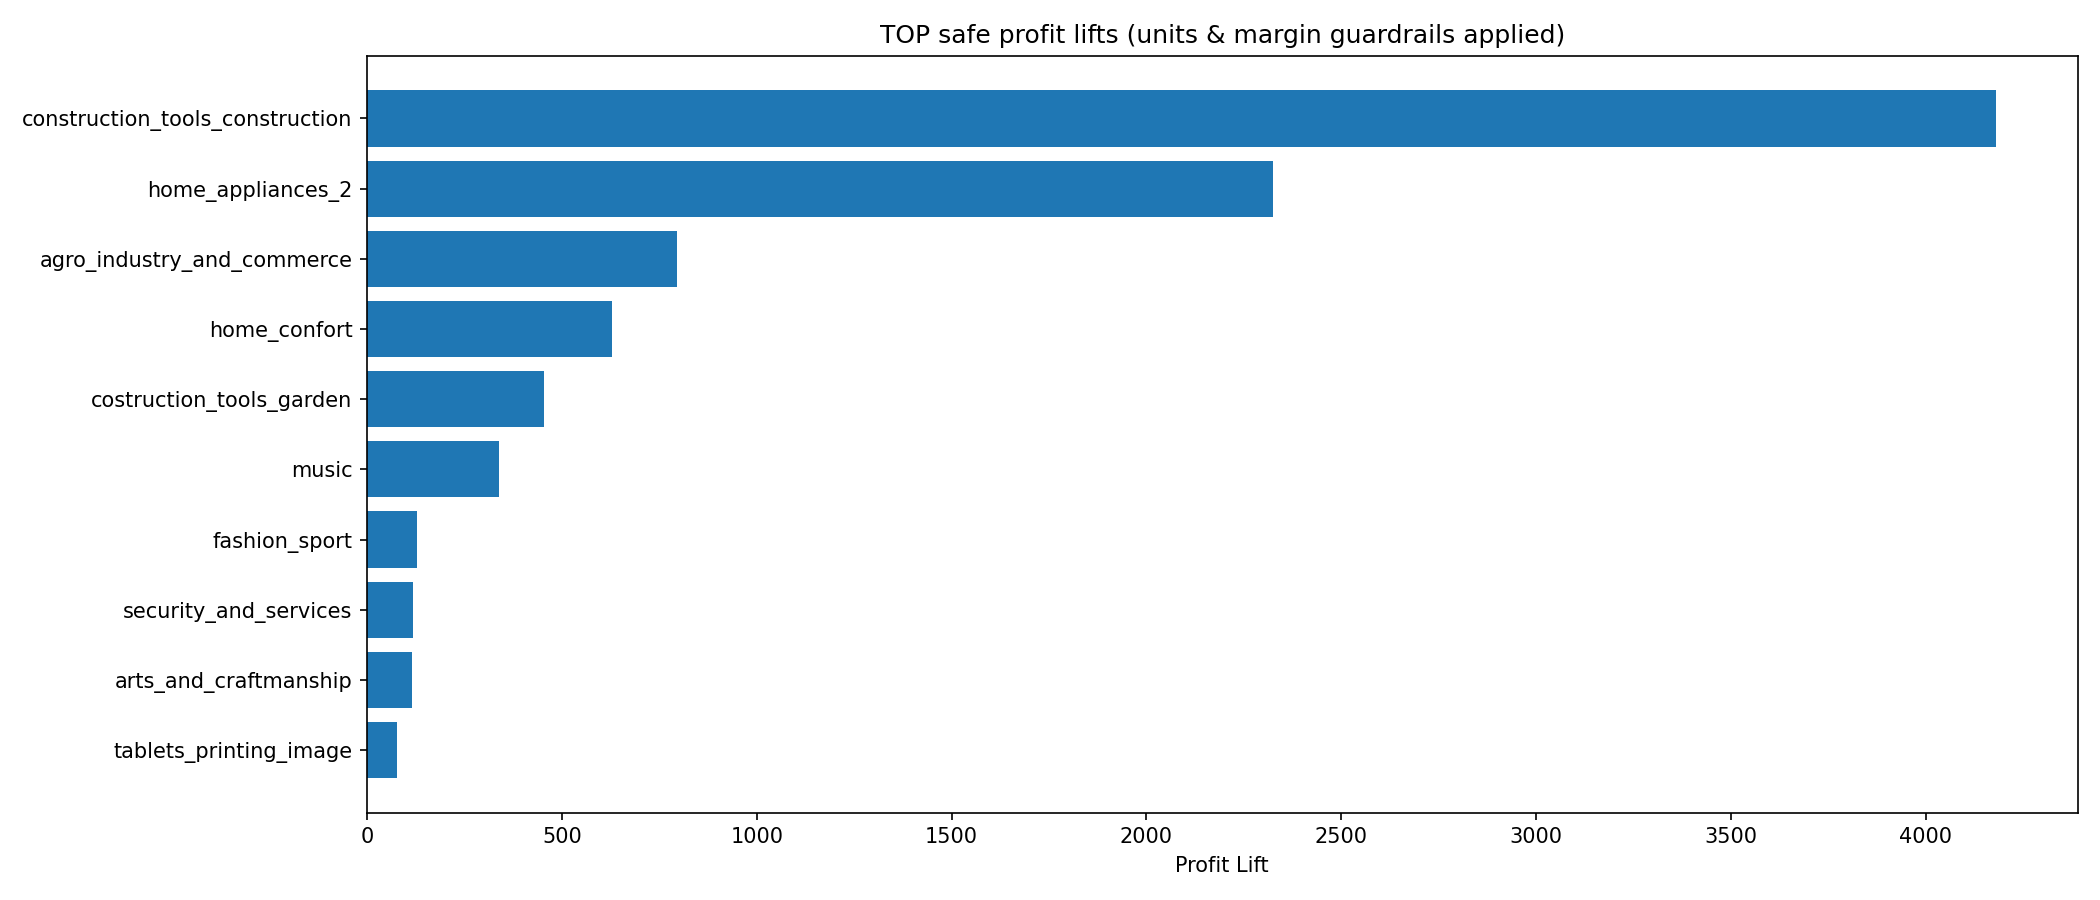 TOP safe profit lifts (units & margin guardrails applied)
construction_tools_construction
home_appliances_2
agro_industry_and_commerce
home_confort
costruction_tools_garden
music
fashion_sport
security_and_services
arts_and_craftmanship
tablets_printing_image
0 500 1000 1500 2000 2500 3000 3500 4000
Profit Lift